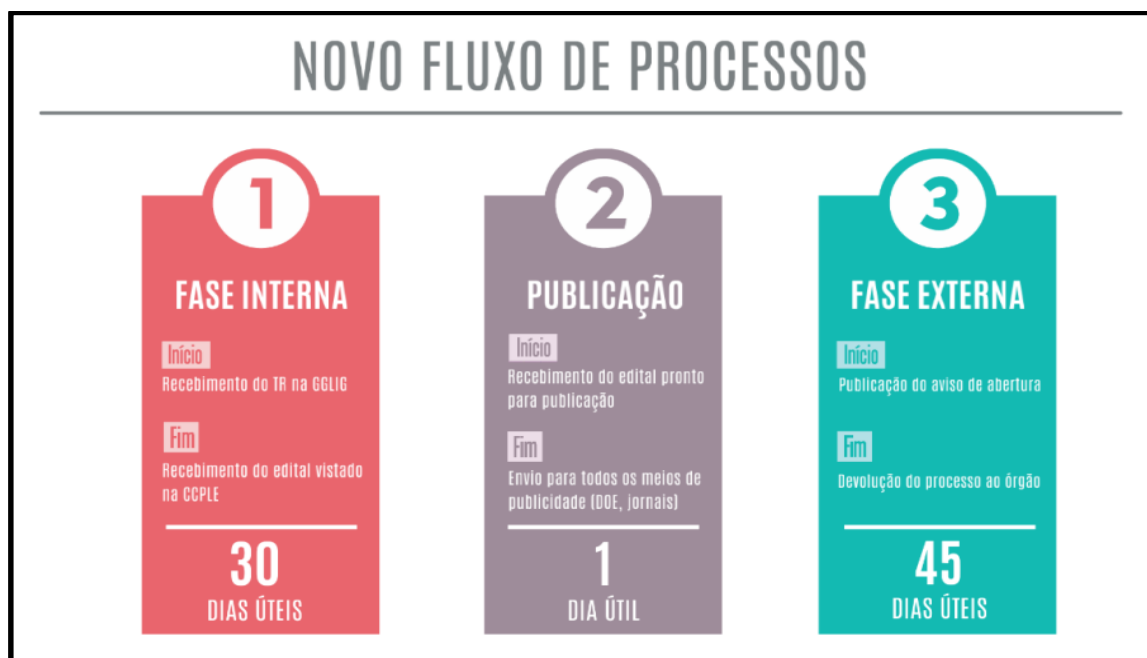 NOVO FLUXO DE PROCESSOS
1
FASE INTERNA
Início
Recebimento do TR na GGLIG
Fim
Recebimento do edital vistado
na CCPLE
30
DIAS ÚTEIS
2
PUBLICAÇÃO
Início
Recebimento do edital pronto
para publicação
Fim
Envio para todos os meios de
publicidade (DOE, jornais)
1
DIA ÚTIL
3
FASE EXTERNA
Início
Publicação do aviso de abertura
Fim
Devolução do processo ao órgão
45
DIAS ÚTEIS